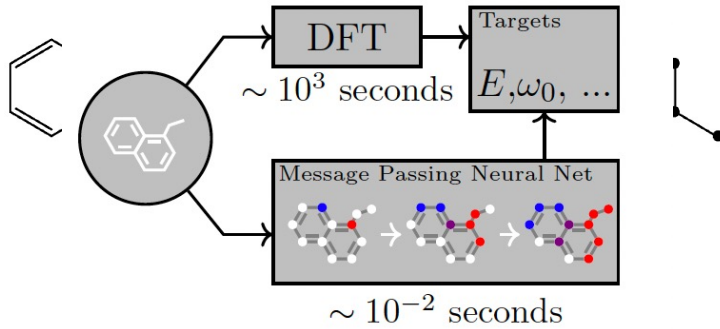 DFT
~ 10³ seconds
Targets
E,ω₀, ...
Message Passing Neural Net
~ 10⁻² seconds